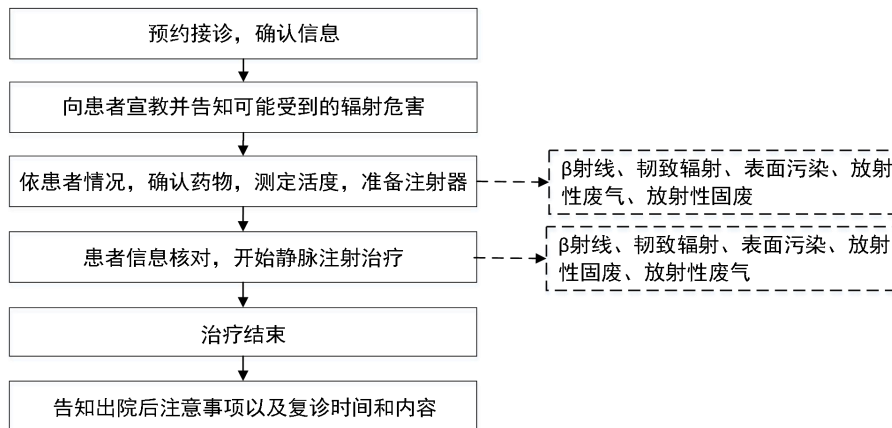 预约接诊，确认信息
向患者宣教并告知可能受到的辐射危害
依患者情况，确认药物，测定活度，准备注射器
β射线、韧致辐射、表面污染、放射
性废气、放射性固废
患者信息核对，开始静脉注射治疗
β射线、韧致辐射、表面污染、放射
性固废、放射性废气
治疗结束
告知出院后注意事项以及复诊时间和内容